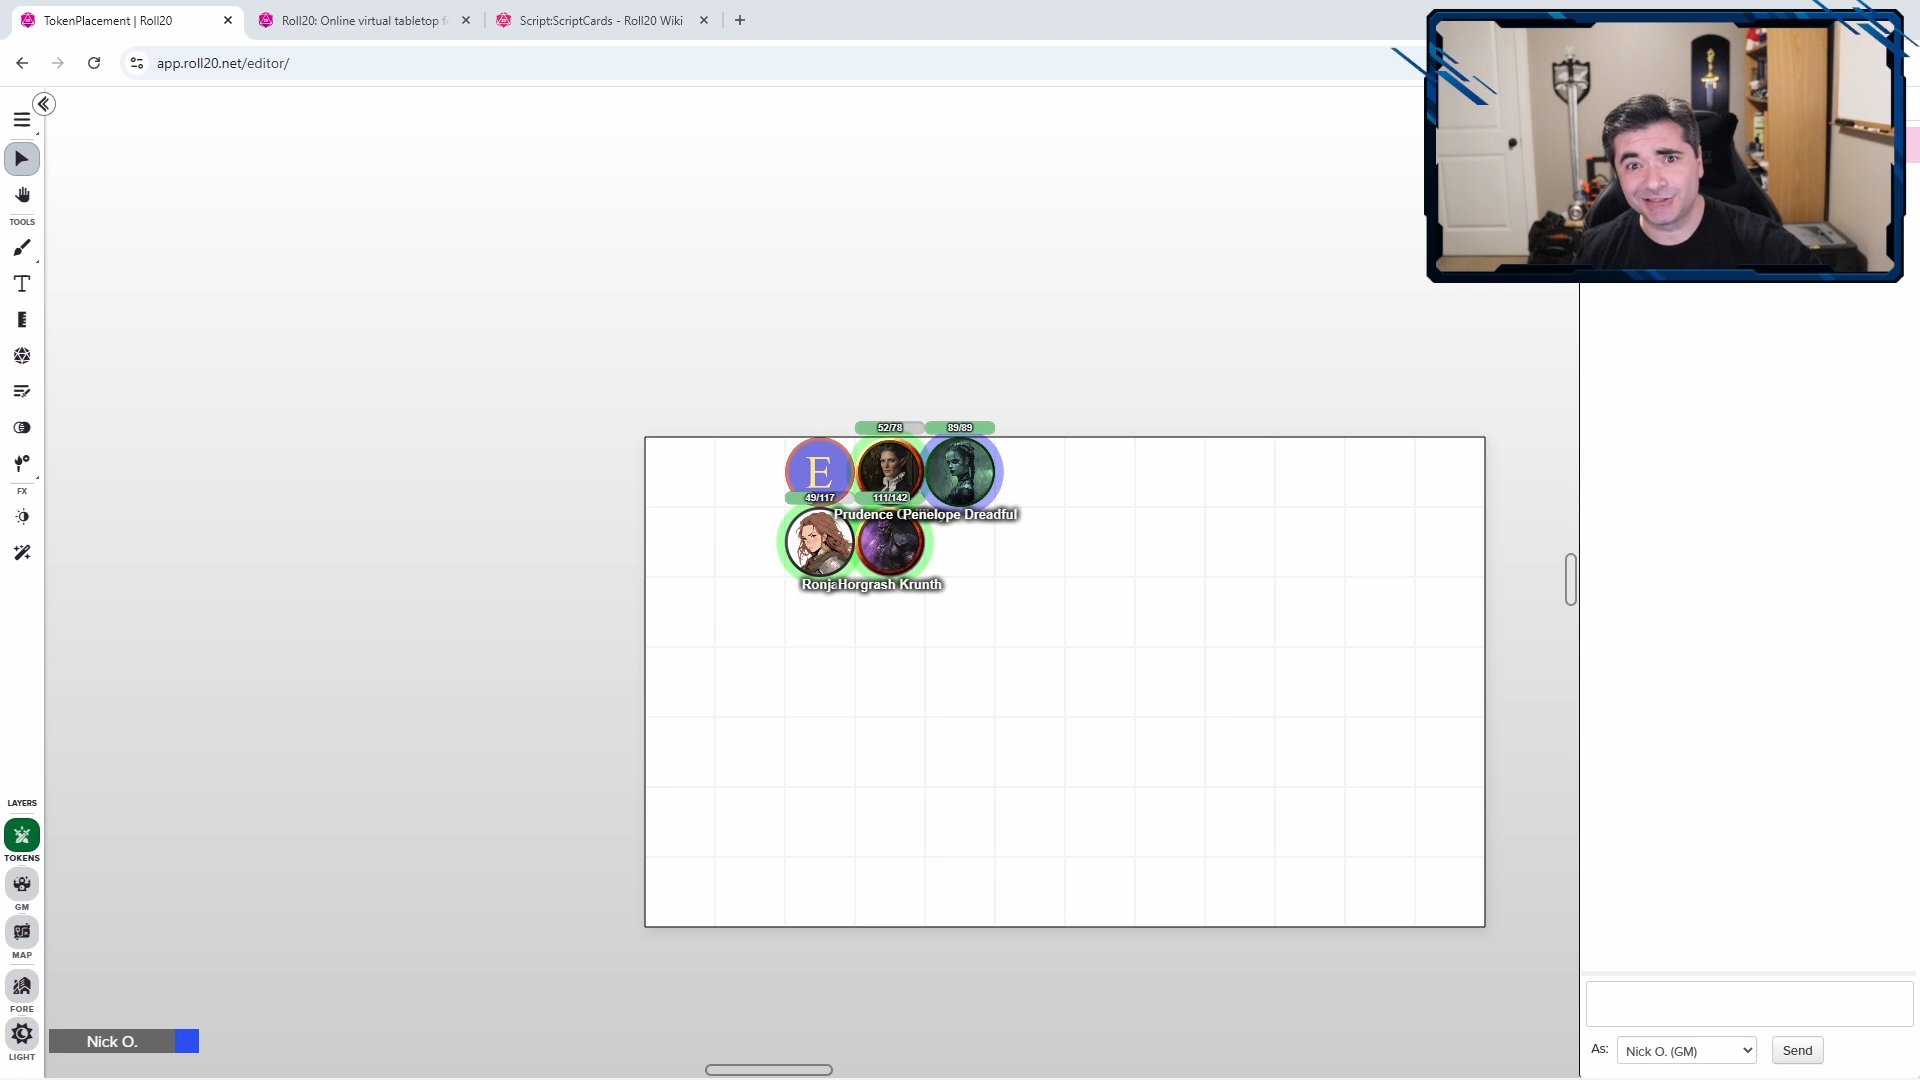 TokenPlacement | Roll20
Roll20: Online virtual tabletop f
Script:ScriptCards - Roll20 Wiki
app.roll20.net/editor/
TOOLS
FX
LAYERS
TOKENS
GM
MAP
FORE
LIGHT
52/78
89/89
E
49/117
111/142
Prudence
Penelope Dreadful
Ronja
Horgrash Krunth
Nick O.
As:
Nick O. (GM)
Send